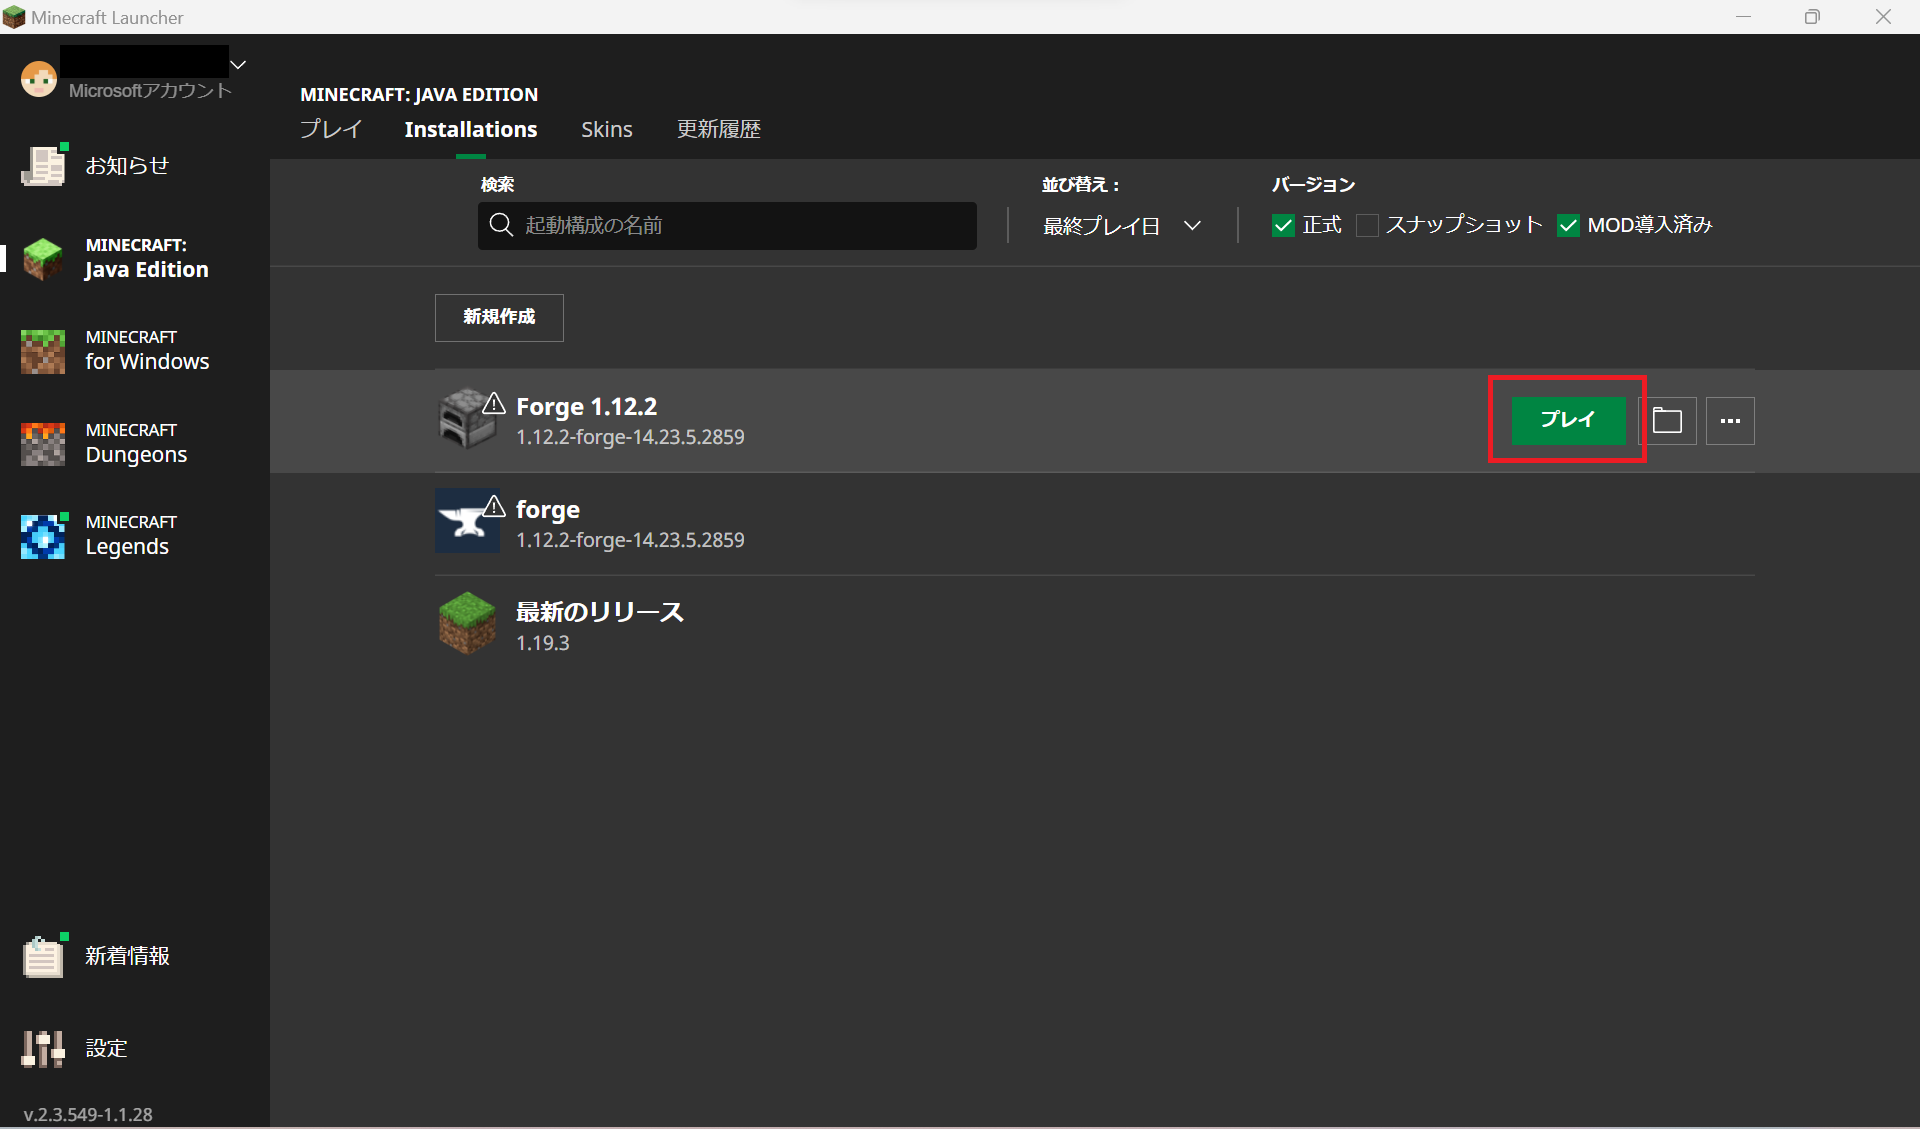 Minecraft Launcher
Microsoftアカウント
お知らせ
MINECRAFT:
Java Edition
MINECRAFT
for Windows
MINECRAFT
Dungeons
MINECRAFT
Legends
新着情報
設定
v.2.3.549-1.1.28
MINECRAFT: JAVA EDITION
プレイ Installations Skins 更新履歴
検索
起動構成の名前
並び替え：
最終プレイ日
バージョン
正式 スナップショット MOD導入済み
新規作成
Forge 1.12.2
1.12.2-forge-14.23.5.2859
プレイ
forge
1.12.2-forge-14.23.5.2859
最新のリリース
1.19.3